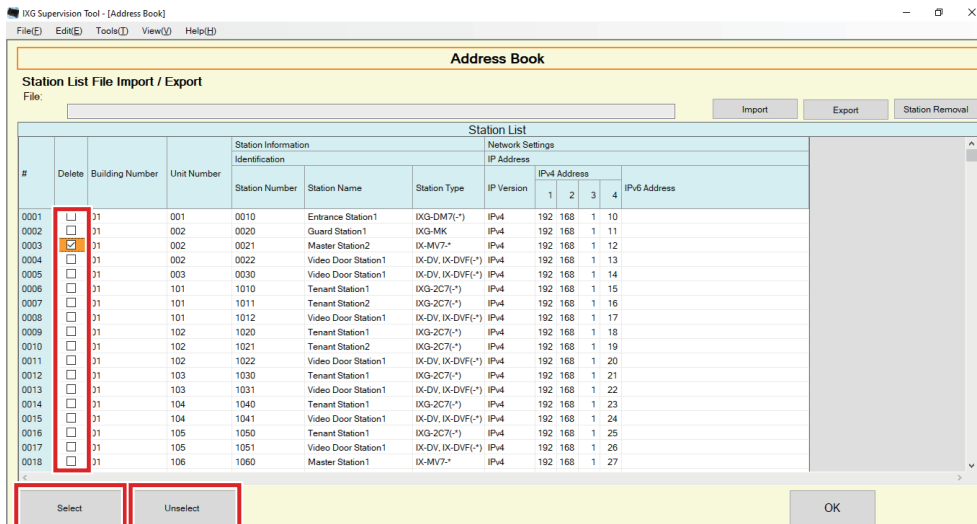 IXG Supervision Tool - [Address Book]
File(F) Edit(E) Tools(T) View(V) Help(H)
Address Book
Station List File Import / Export
File:
Import Export Station Removal
Station List
Station Information Network Settings
Identification IP Address
# Delete Building Number Unit Number Station Number Station Name Station Type IP Version IPv4 Address IPv6 Address
1 2 3 4
0001 01 001 0010 Entrance Station1 IXG-DM7(-*) IPv4 192 168 1 10
0002 01 002 0020 Guard Station1 IXG-MK IPv4 192 168 1 11
0003 01 002 0021 Master Station2 IX-MV7-* IPv4 192 168 1 12
0004 01 002 0022 Video Door Station1 IX-DV, IX-DVF(-*) IPv4 192 168 1 13
0005 01 003 0030 Video Door Station1 IX-DV, IX-DVF(-*) IPv4 192 168 1 14
0006 01 101 1010 Tenant Station1 IXG-2C7(-*) IPv4 192 168 1 15
0007 01 101 1011 Tenant Station2 IXG-2C7(-*) IPv4 192 168 1 16
0008 01 101 1012 Video Door Station1 IX-DV, IX-DVF(-*) IPv4 192 168 1 17
0009 01 102 1020 Tenant Station1 IXG-2C7(-*) IPv4 192 168 1 18
0010 01 102 1021 Tenant Station2 IXG-2C7(-*) IPv4 192 168 1 19
0011 01 102 1022 Video Door Station1 IX-DV, IX-DVF(-*) IPv4 192 168 1 20
0012 01 103 1030 Tenant Station1 IXG-2C7(-*) IPv4 192 168 1 21
0013 01 103 1031 Video Door Station1 IX-DV, IX-DVF(-*) IPv4 192 168 1 22
0014 01 104 1040 Tenant Station1 IXG-2C7(-*) IPv4 192 168 1 23
0015 01 104 1041 Video Door Station1 IX-DV, IX-DVF(-*) IPv4 192 168 1 24
0016 01 105 1050 Tenant Station1 IXG-2C7(-*) IPv4 192 168 1 25
0017 01 105 1051 Video Door Station1 IX-DV, IX-DVF(-*) IPv4 192 168 1 26
0018 01 106 1060 Master Station1 IX-MV7-* IPv4 192 168 1 27
Select Unselect OK